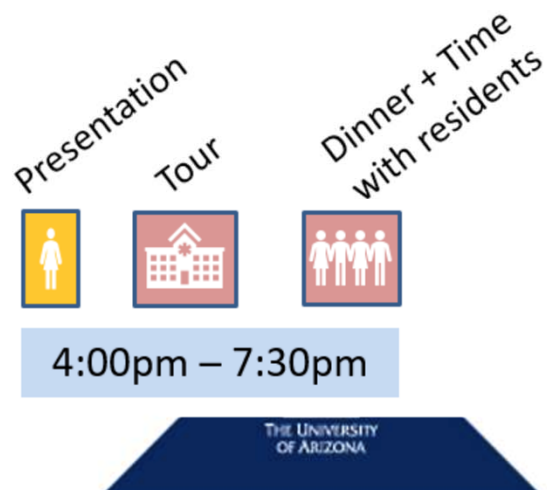 Presentation
Tour
Dinner + Time
with residents
4:00pm – 7:30pm
THE UNIVERSITY
OF ARIZONA